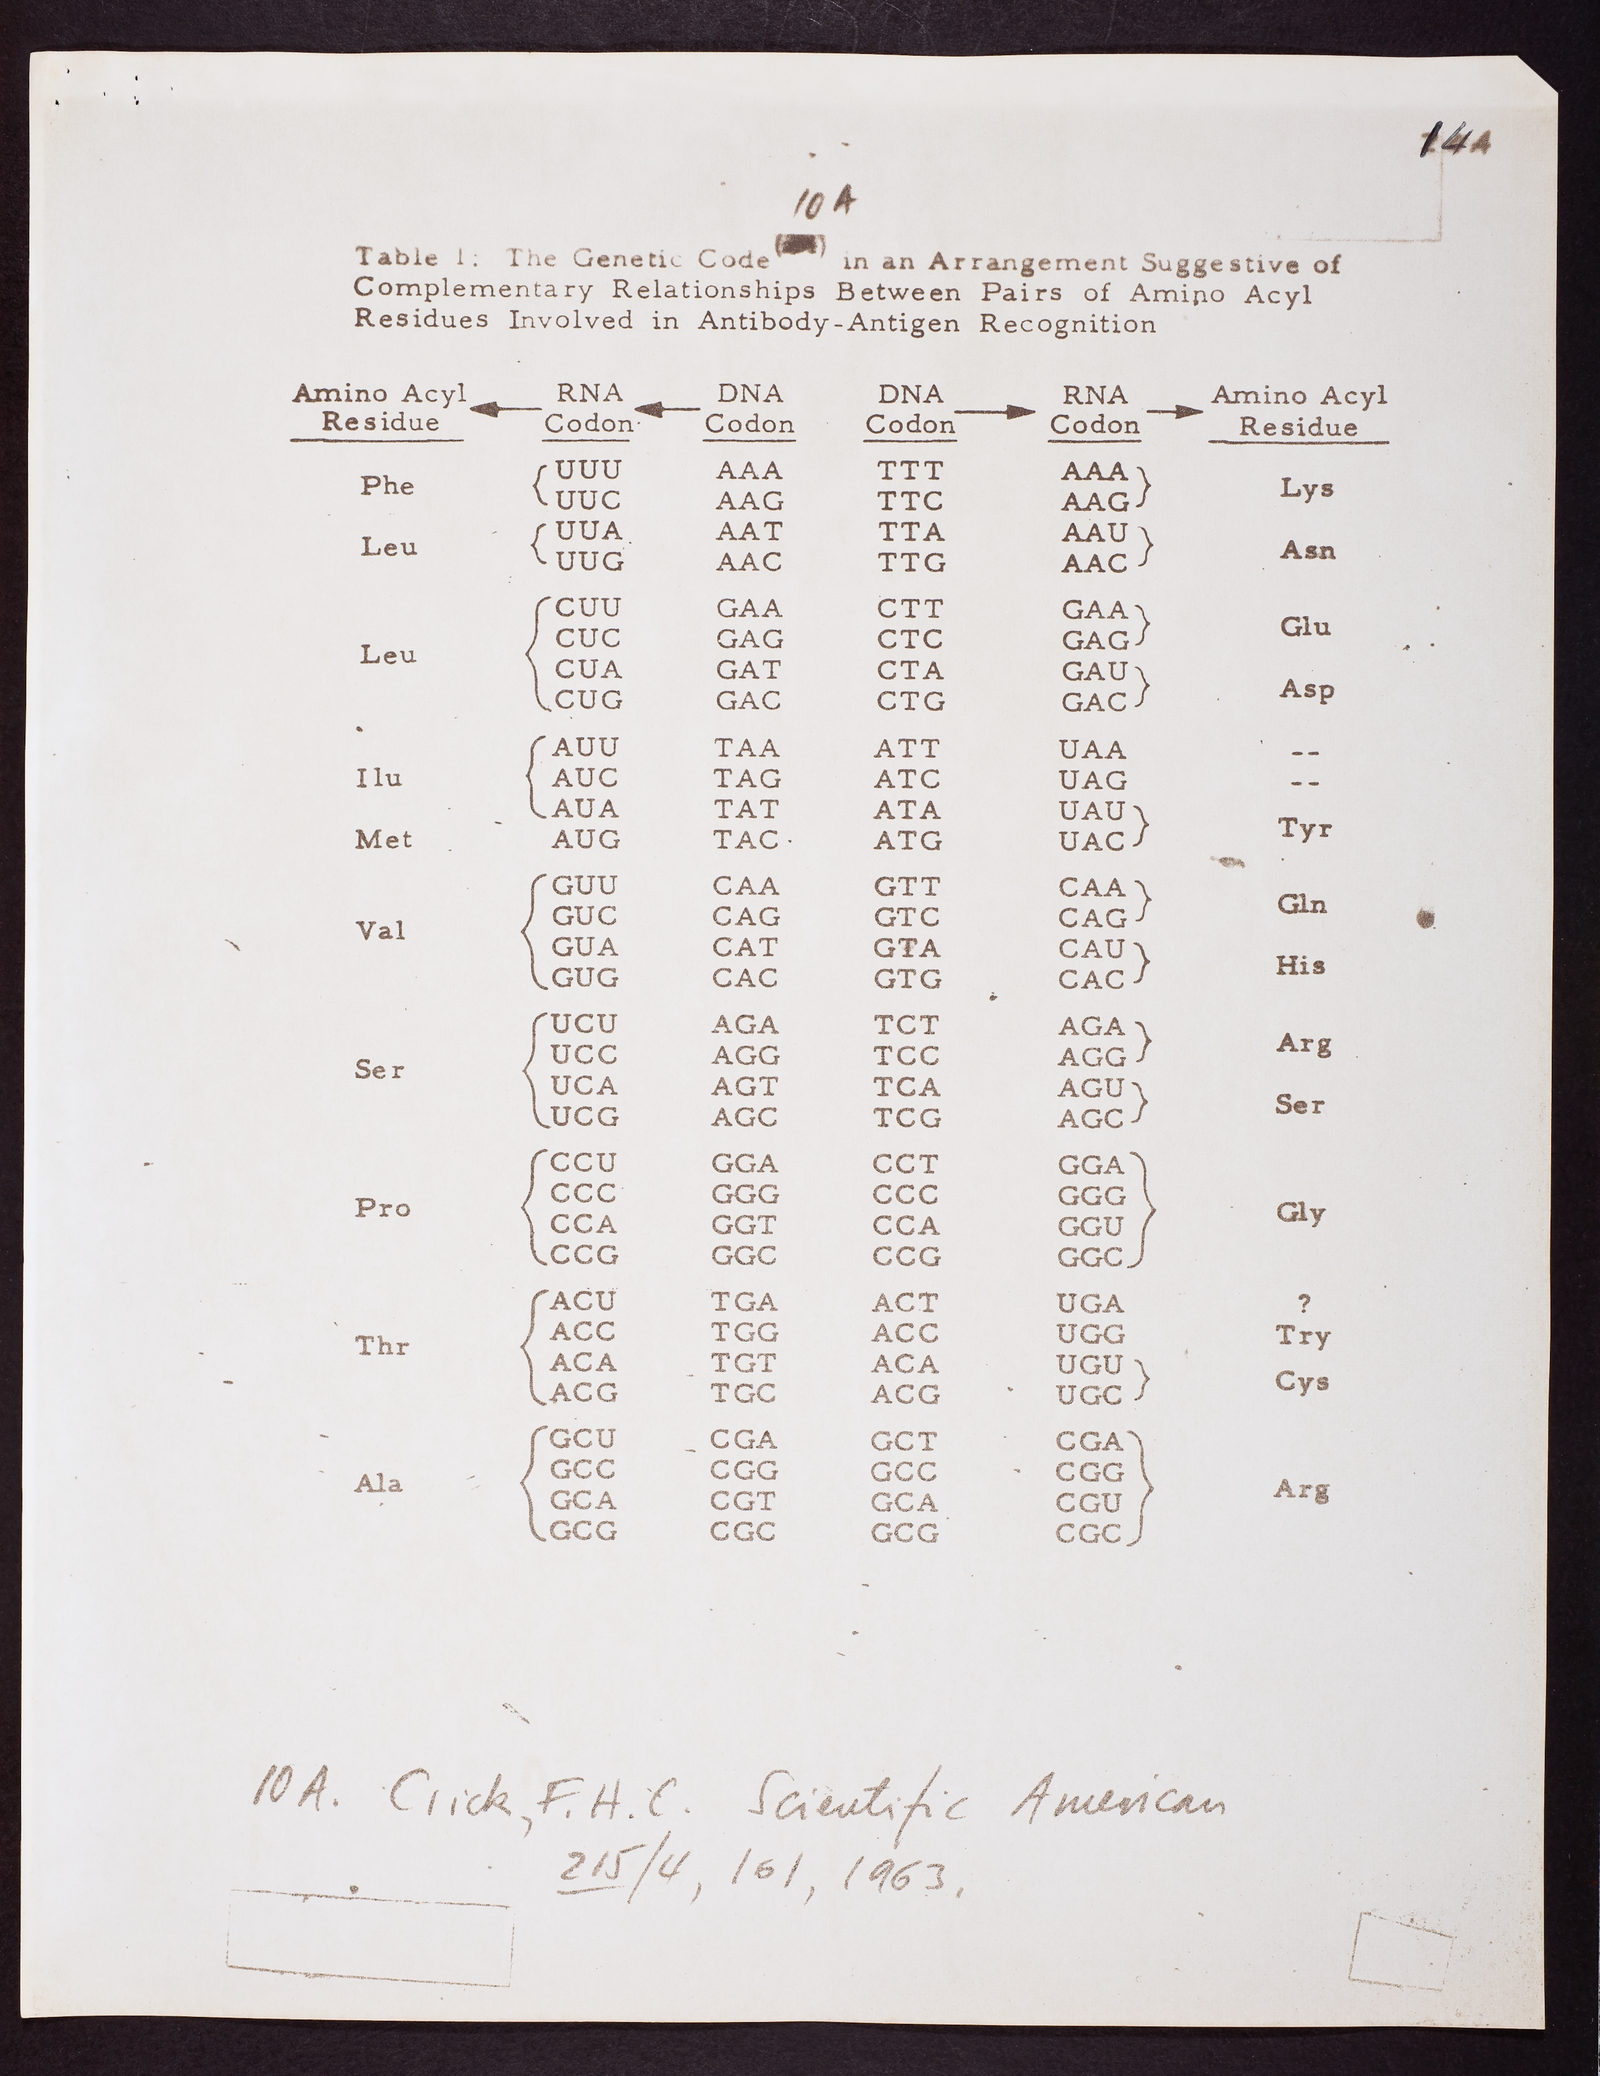 14A
10A
Table 1: The Genetic Code ( ) in an Arrangement Suggestive of
Complementary Relationships Between Pairs of Amino Acyl
Residues Involved in Antibody-Antigen Recognition
Amino Acyl Residue ← RNA Codon ← DNA Codon DNA Codon → RNA Codon → Amino Acyl Residue
Phe { UUU AAA TTT AAA } Lys
UUC AAG TTC AAG
Leu { UUA AAT TTA AAU } Asn
UUG AAC TTG AAC
Leu { CUU GAA CTT GAA } Glu
CUC GAG CTC GAG
CUA GAT CTA GAU } Asp
CUG GAC CTG GAC
Ilu { AUU TAA ATT UAA --
AUC TAG ATC UAG --
AUA TAT ATA UAU } Tyr
Met AUG TAC ATG UAC
Val { GUU CAA GTT CAA } Gln
GUC CAG GTC CAG
GUA CAT GTA CAU } His
GUG CAC GTG CAC
Ser { UCU AGA TCT AGA } Arg
UCC AGG TCC AGG
UCA AGT TCA AGU } Ser
UCG AGC TCG AGC
Pro { CCU GGA CCT GGA } Gly
CCC GGG CCC GGG
CCA GGT CCA GGU
CCG GGC CCG GGC
Thr { ACU TGA ACT UGA ?
ACC TGG ACC UGG Try
ACA TGT ACA UGU } Cys
ACG TGC ACG UGC
Ala { GCU CGA GCT CGA } Arg
GCC CGG GCC CGG
GCA CGT GCA CGU
GCG CGC GCG CGC
10A. Crick, F.H.C. Scientific American
215/4, 101, 1963.